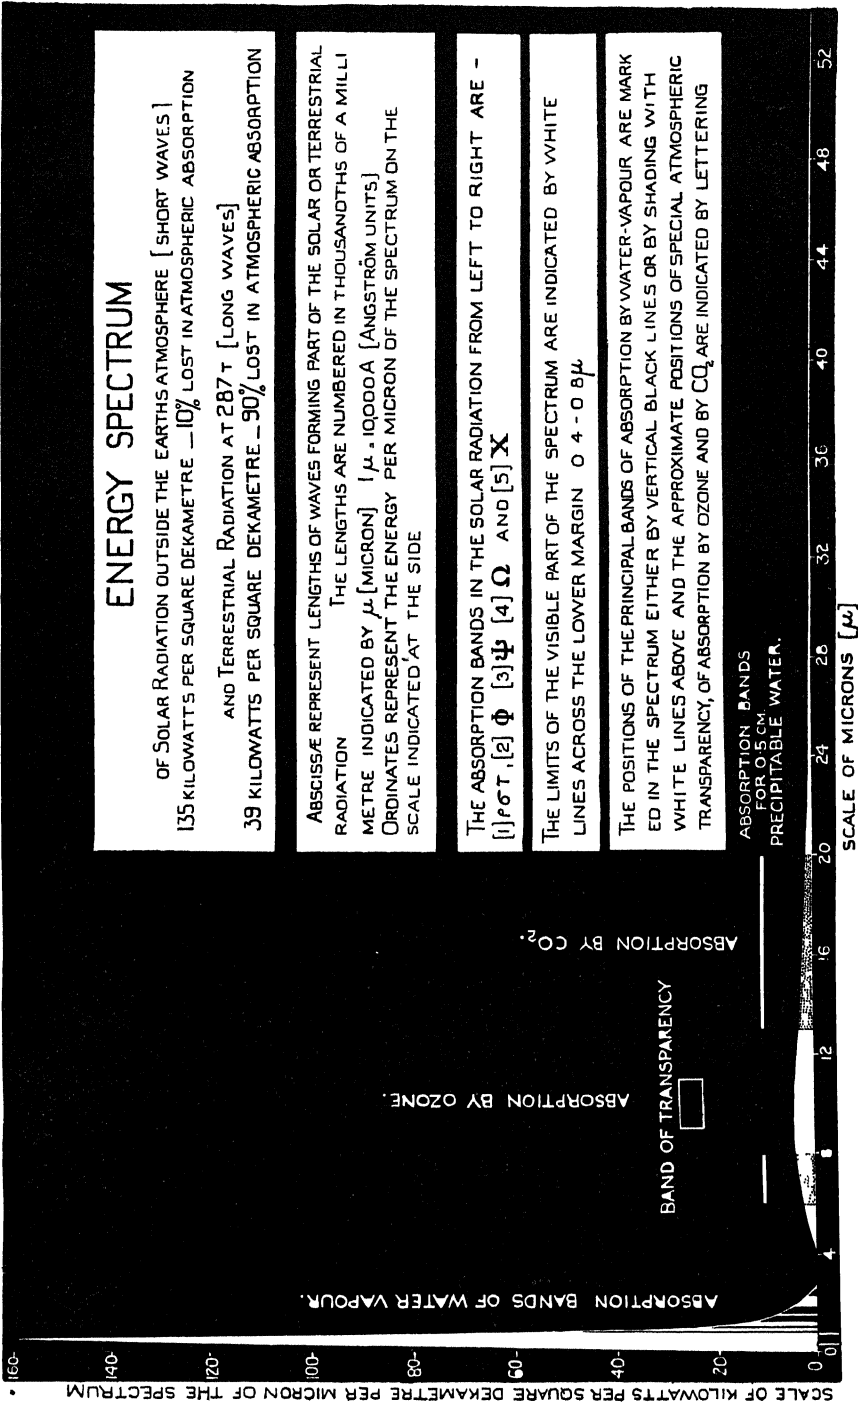 ENERGY SPECTRUM
OF SOLAR RADIATION OUTSIDE THE EARTHS ATMOSPHERE [SHORT WAVES]
135 KILOWATTS PER SQUARE DEKAMETRE _10% LOST IN ATMOSPHERIC ABSORPTION
AND TERRESTRIAL RADIATION AT 287T [LONG WAVES]
39 KILOWATTS PER SQUARE DEKAMETRE _90% LOST IN ATMOSPHERIC ABSORPTION
ABSCISSÆ REPRESENT LENGTHS OF WAVES FORMING PART OF THE SOLAR OR TERRESTRIAL
RADIATION THE LENGTHS ARE NUMBERED IN THOUSANDTHS OF A MILLI
METRE INDICATED BY μ [MICRON] 1μ = 10,000A [ANGSTRÖM UNITS]
ORDINATES REPRESENT THE ENERGY PER MICRON OF THE SPECTRUM ON THE
SCALE INDICATED AT THE SIDE
THE ABSORPTION BANDS IN THE SOLAR RADIATION FROM LEFT TO RIGHT ARE -
[1] ρσΤ, [2] Φ [3] Ψ [4] Ω AND [5] X
THE LIMITS OF THE VISIBLE PART OF THE SPECTRUM ARE INDICATED BY WHITE
LINES ACROSS THE LOWER MARGIN 0 4 - 0 8μ
THE POSITIONS OF THE PRINCIPAL BANDS OF ABSORPTION BY WATER-VAPOUR ARE MARK
ED IN THE SPECTRUM EITHER BY VERTICAL BLACK LINES OR BY SHADING WITH
WHITE LINES ABOVE AND THE APPROXIMATE POSITIONS OF SPECIAL ATMOSPHERIC
TRANSPARENCY, OF ABSORPTION BY OZONE AND BY CO₂ ARE INDICATED BY LETTERING
ABSORPTION BANDS
FOR 0·5 CM
PRECIPITABLE WATER.
ABSORPTION BY CO₂.
ABSORPTION BY OZONE.
BAND OF TRANSPARENCY
ABSORPTION BANDS OF WATER VAPOUR.
SCALE OF KILOWATTS PER SQUARE DEKAMETRE PER MICRON OF THE SPECTRUM
160-
140-
120-
100-
80-
60-
40-
20-
0
0 4 8 12 16 20 24 28 32 36 40 44 48 52
SCALE OF MICRONS [μ]